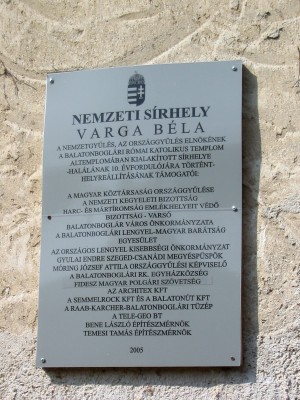 NEMZETI SÍRHELY
VARGA BÉLA
A NEMZETGYŰLÉS, AZ ORSZÁGGYŰLÉS ELNÖKÉNEK
A BALATONBOGLÁRI RÓMAI KATOLIKUS TEMPLOM
ALTEMPLOMÁBAN KIALAKÍTOTT SÍRHELYE
-HALÁLÁNAK 10. ÉVFORDULÓJÁRA TÖRTÉNT-
HELYREÁLLÍTÁSÁNAK TÁMOGATÓI:
A MAGYAR KÖZTÁRSASÁG ORSZÁGGYŰLÉSE
A NEMZETI KEGYELETI BIZOTTSÁG
HARC- ÉS MÁRTÍROMSÁG EMLÉKHELYEIT VÉDŐ
BIZOTTSÁG - VARSÓ
BALATONBOGLÁR VÁROS ÖNKORMÁNYZATA
A BALATONBOGLÁRI LENGYEL-MAGYAR BARÁTSÁG
EGYESÜLET
AZ ORSZÁGOS LENGYEL KISEBBSÉGI ÖNKORMÁNYZAT
GYULAI ENDRE SZEGED-CSANÁDI MEGYÉSPÜSPÖK
MÓRING JÓZSEF ATTILA ORSZÁGGYŰLÉSI KÉPVISELŐ
A BALATONBOGLÁRI RK. EGYHÁZKÖZSÉG
FIDESZ MAGYAR POLGÁRI SZÖVETSÉG
AZ ARCHITEX KFT
A SEMMELROCK KFT ÉS A BALATONÚT KFT
A RAAB-KARCHER-BALATONBOGLÁRI TÜZÉP
A TELE-GEO BT
BENE LÁSZLÓ ÉPÍTÉSZMÉRNÖK
TEMESI TAMÁS ÉPÍTÉSZMÉRNÖK
2005